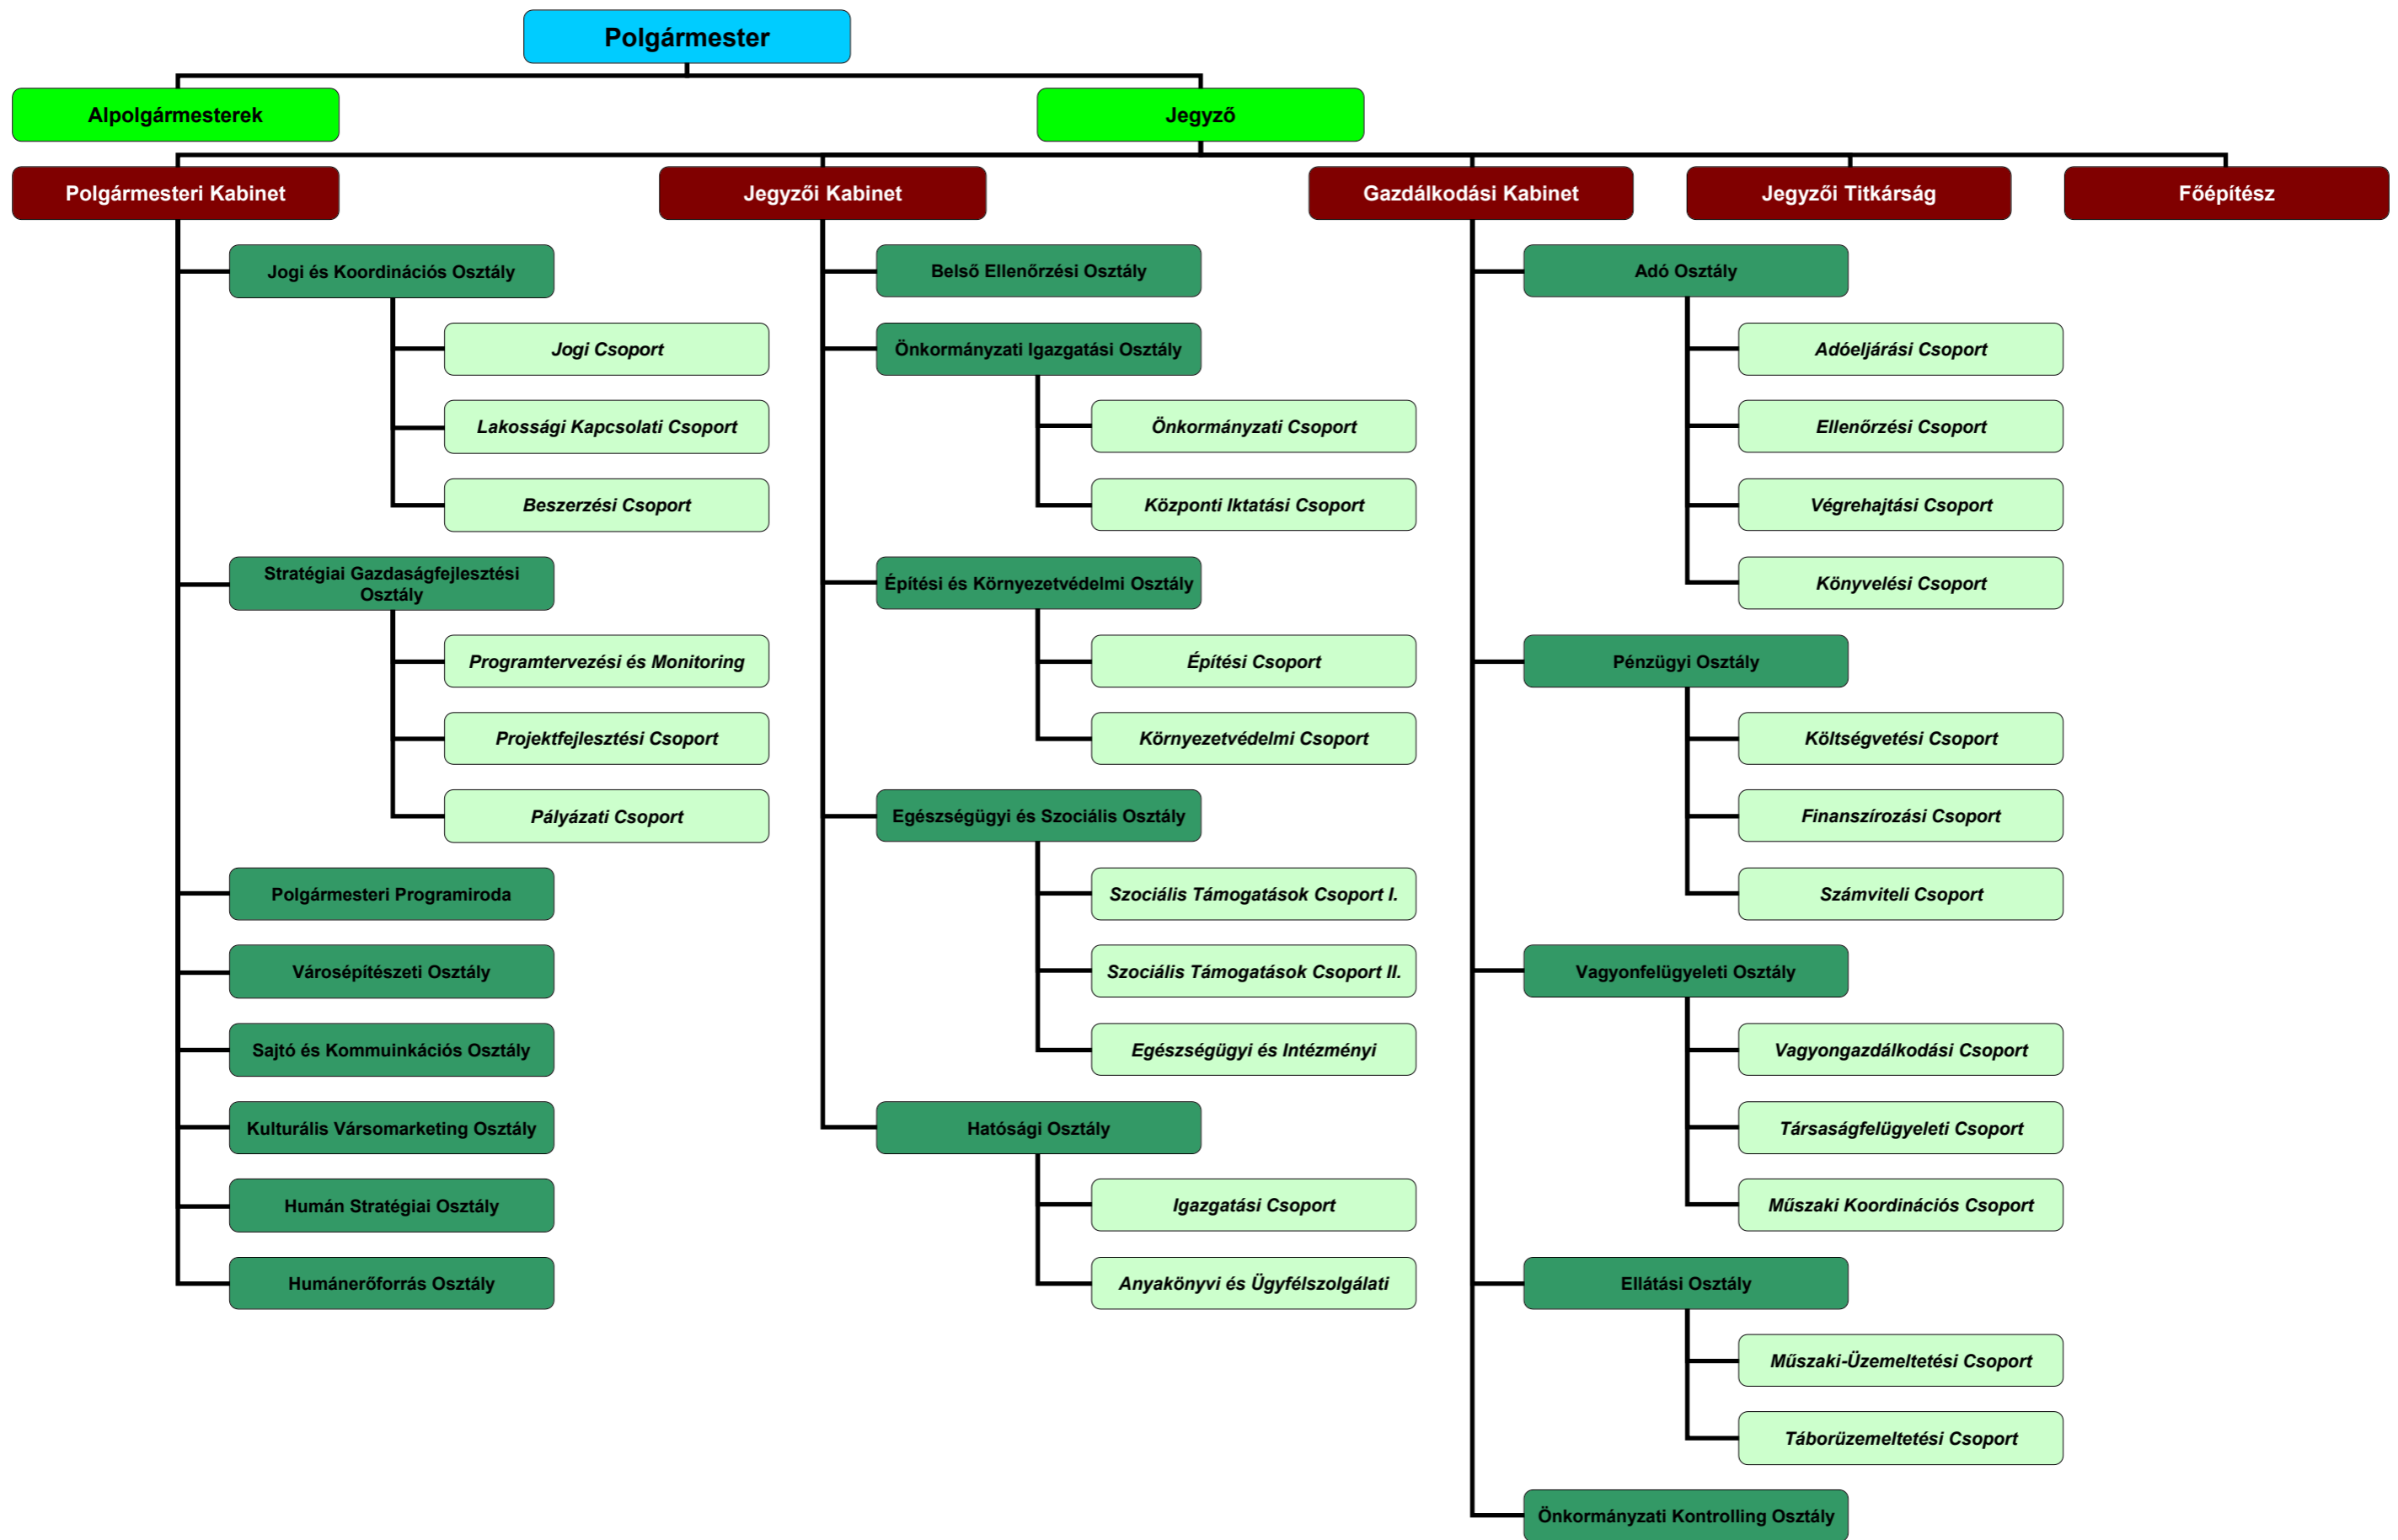 Polgármester
Alpolgármesterek
Jegyző
Polgármesteri Kabinet
Jegyzői Kabinet
Gazdálkodási Kabinet
Jegyzői Titkárság
Főépítész
Jogi és Koordinációs Osztály
Jogi Csoport
Lakossági Kapcsolati Csoport
Beszerzési Csoport
Stratégiai Gazdaságfejlesztési
Osztály
Programtervezési és Monitoring
Projektfejlesztési Csoport
Pályázati Csoport
Polgármesteri Programiroda
Városépítészeti Osztály
Sajtó és Kommuinkációs Osztály
Kulturális Vársomarketing Osztály
Humán Stratégiai Osztály
Humánerőforrás Osztály
Belső Ellenőrzési Osztály
Önkormányzati Igazgatási Osztály
Önkormányzati Csoport
Központi Iktatási Csoport
Építési és Környezetvédelmi Osztály
Építési Csoport
Környezetvédelmi Csoport
Egészségügyi és Szociális Osztály
Szociális Támogatások Csoport I.
Szociális Támogatások Csoport II.
Egészségügyi és Intézményi
Hatósági Osztály
Igazgatási Csoport
Anyakönyvi és Ügyfélszolgálati
Adó Osztály
Adóeljárási Csoport
Ellenőrzési Csoport
Végrehajtási Csoport
Könyvelési Csoport
Pénzügyi Osztály
Költségvetési Csoport
Finanszírozási Csoport
Számviteli Csoport
Vagyonfelügyeleti Osztály
Vagyongazdálkodási Csoport
Társaságfelügyeleti Csoport
Műszaki Koordinációs Csoport
Ellátási Osztály
Műszaki-Üzemeltetési Csoport
Táborüzemeltetési Csoport
Önkormányzati Kontrolling Osztály